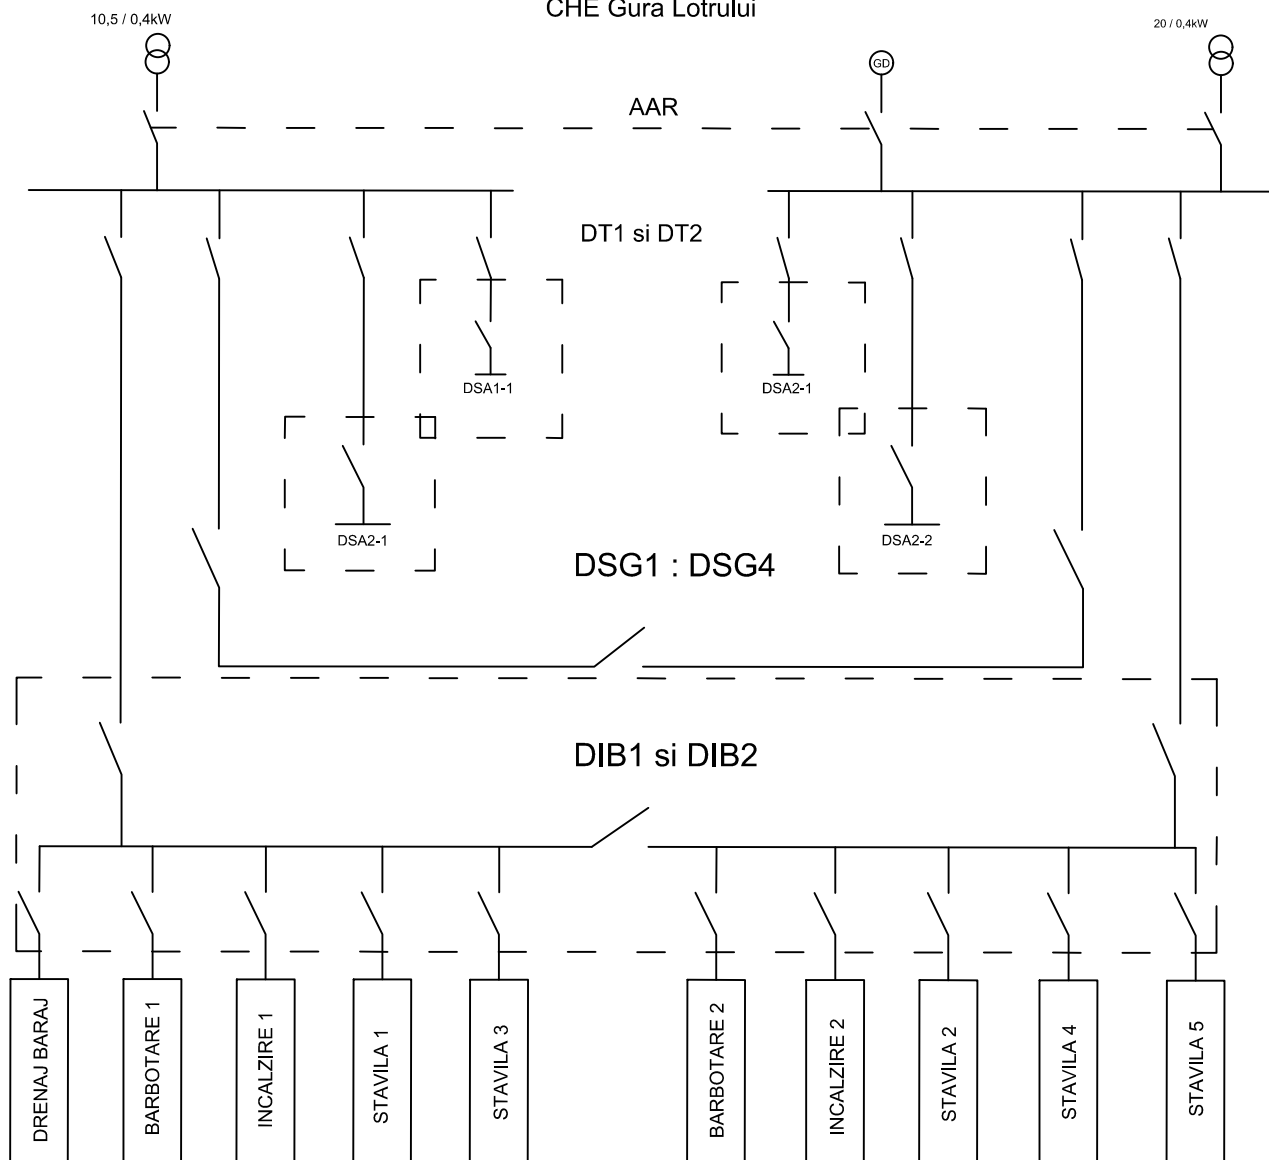 CHE Gura Lotrului
10,5 / 0,4kW
20 / 0,4kW
GD
AAR
DT1 si DT2
DSA1-1
DSA2-1
DSA2-1
DSA2-2
DSG1 : DSG4
DIB1 si DIB2
DRENAJ BARAJ
BARBOTARE 1
INCALZIRE 1
STAVILA 1
STAVILA 3
BARBOTARE 2
INCALZIRE 2
STAVILA 2
STAVILA 4
STAVILA 5